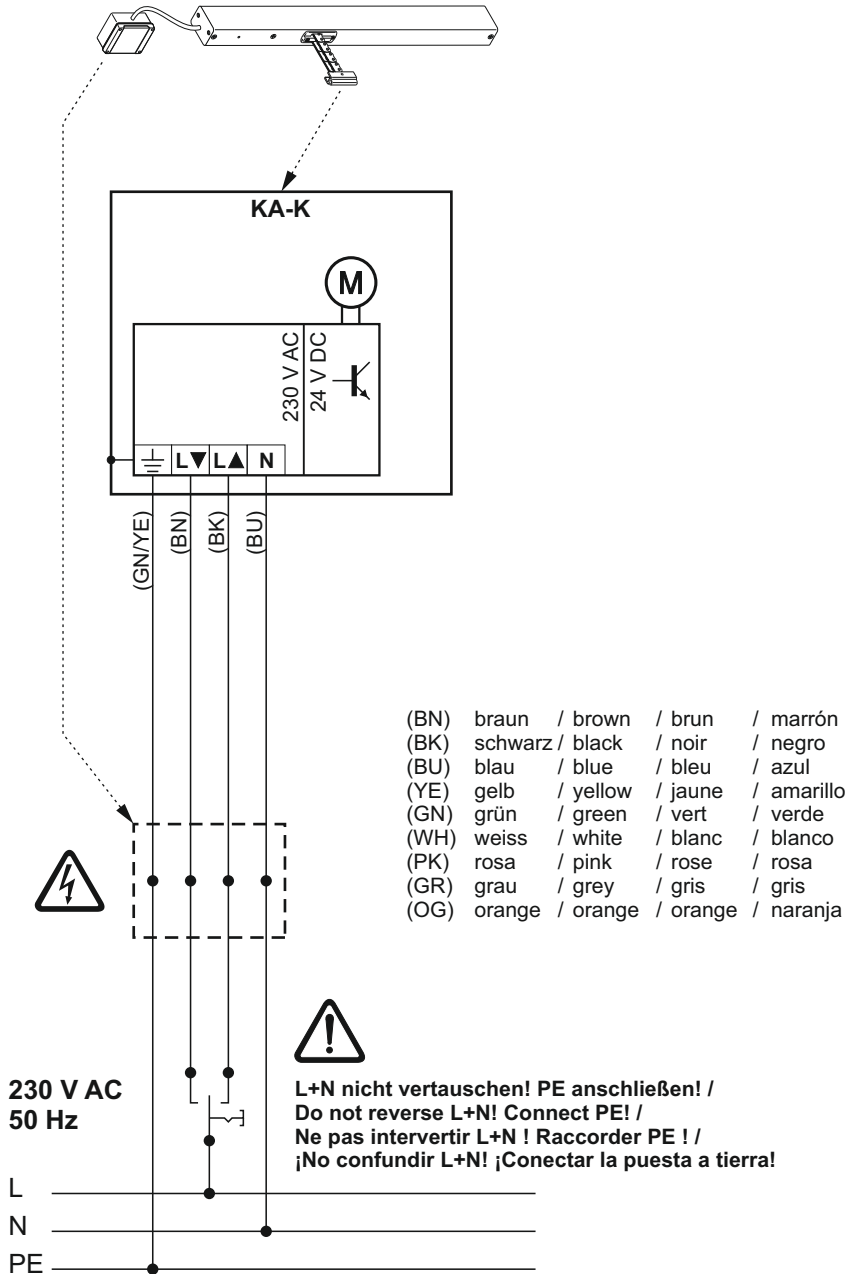 KA-K
M
230 V AC
24 V DC
L▼ L▲ N
(GN/YE)
(BN)
(BK)
(BU)
(BN) braun / brown / brun / marrón
(BK) schwarz / black / noir / negro
(BU) blau / blue / bleu / azul
(YE) gelb / yellow / jaune / amarillo
(GN) grün / green / vert / verde
(WH) weiss / white / blanc / blanco
(PK) rosa / pink / rose / rosa
(GR) grau / grey / gris / gris
(OG) orange / orange / orange / naranja
230 V AC
50 Hz
L+N nicht vertauschen! PE anschließen! /
Do not reverse L+N! Connect PE! /
Ne pas intervertir L+N ! Raccorder PE ! /
¡No confundir L+N! ¡Conectar la puesta a tierra!
L
N
PE